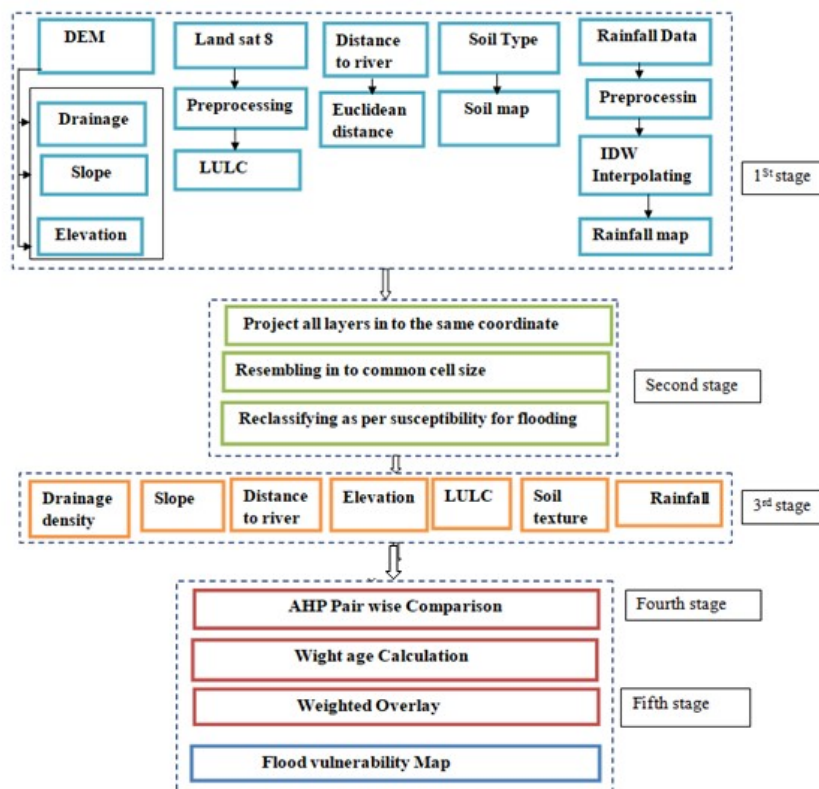 DEM
Land sat 8
Distance
to river
Soil Type
Rainfall Data
Preprocessing
Euclidean
distance
Soil map
Preprocessin
Drainage
Slope
Elevation
LULC
IDW
Interpolating
Rainfall map
1St stage
Project all layers in to the same coordinate
Resembling in to common cell size
Reclassifying as per susceptibility for flooding
Second stage
Drainage
density
Slope
Distance
to river
Elevation
LULC
Soil
texture
Rainfall
3rd stage
AHP Pair wise Comparison
Fourth stage
Wight age Calculation
Weighted Overlay
Fifth stage
Flood vulnerability Map